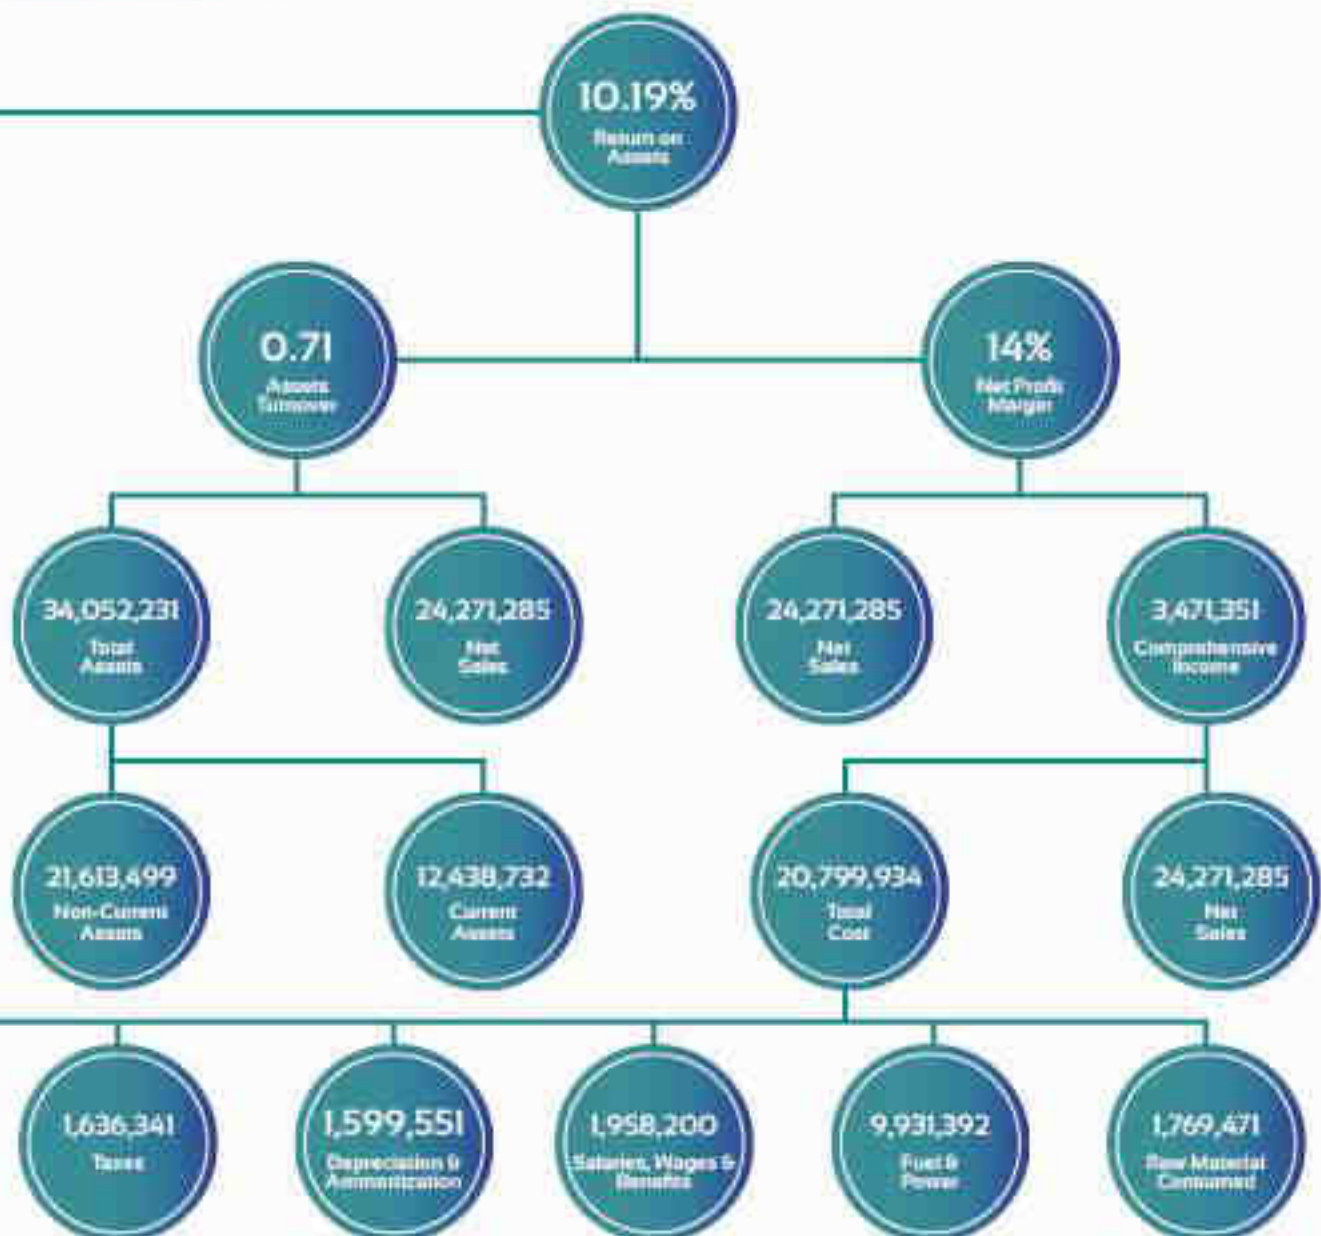 10.19%
Return on
Assets
0.71
Assets
Turnover
14%
Net Profit
Margin
34,052,231
Total
Assets
24,271,285
Net
Sales
24,271,285
Net
Sales
3,471,351
Comprehensive
Income
21,613,499
Non-Current
Assets
12,438,732
Current
Assets
20,799,934
Total
Cost
24,271,285
Net
Sales
1,636,341
Taxes
1,599,551
Depreciation &
Ammortization
1,958,200
Salaries, Wages &
Benefits
9,931,392
Fuel &
Power
1,769,471
Raw Material
Consumed